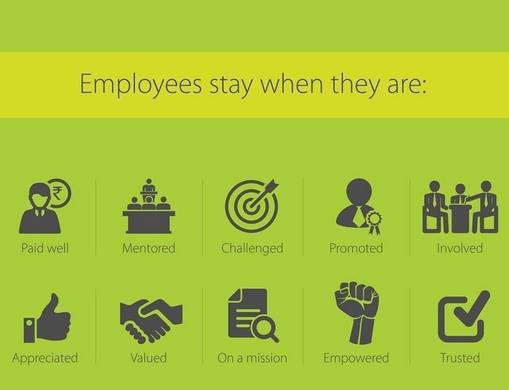 Employees stay when they are:
₹
Paid well
Mentored
Challenged
Promoted
Involved
Appreciated
Valued
On a mission
Empowered
Trusted